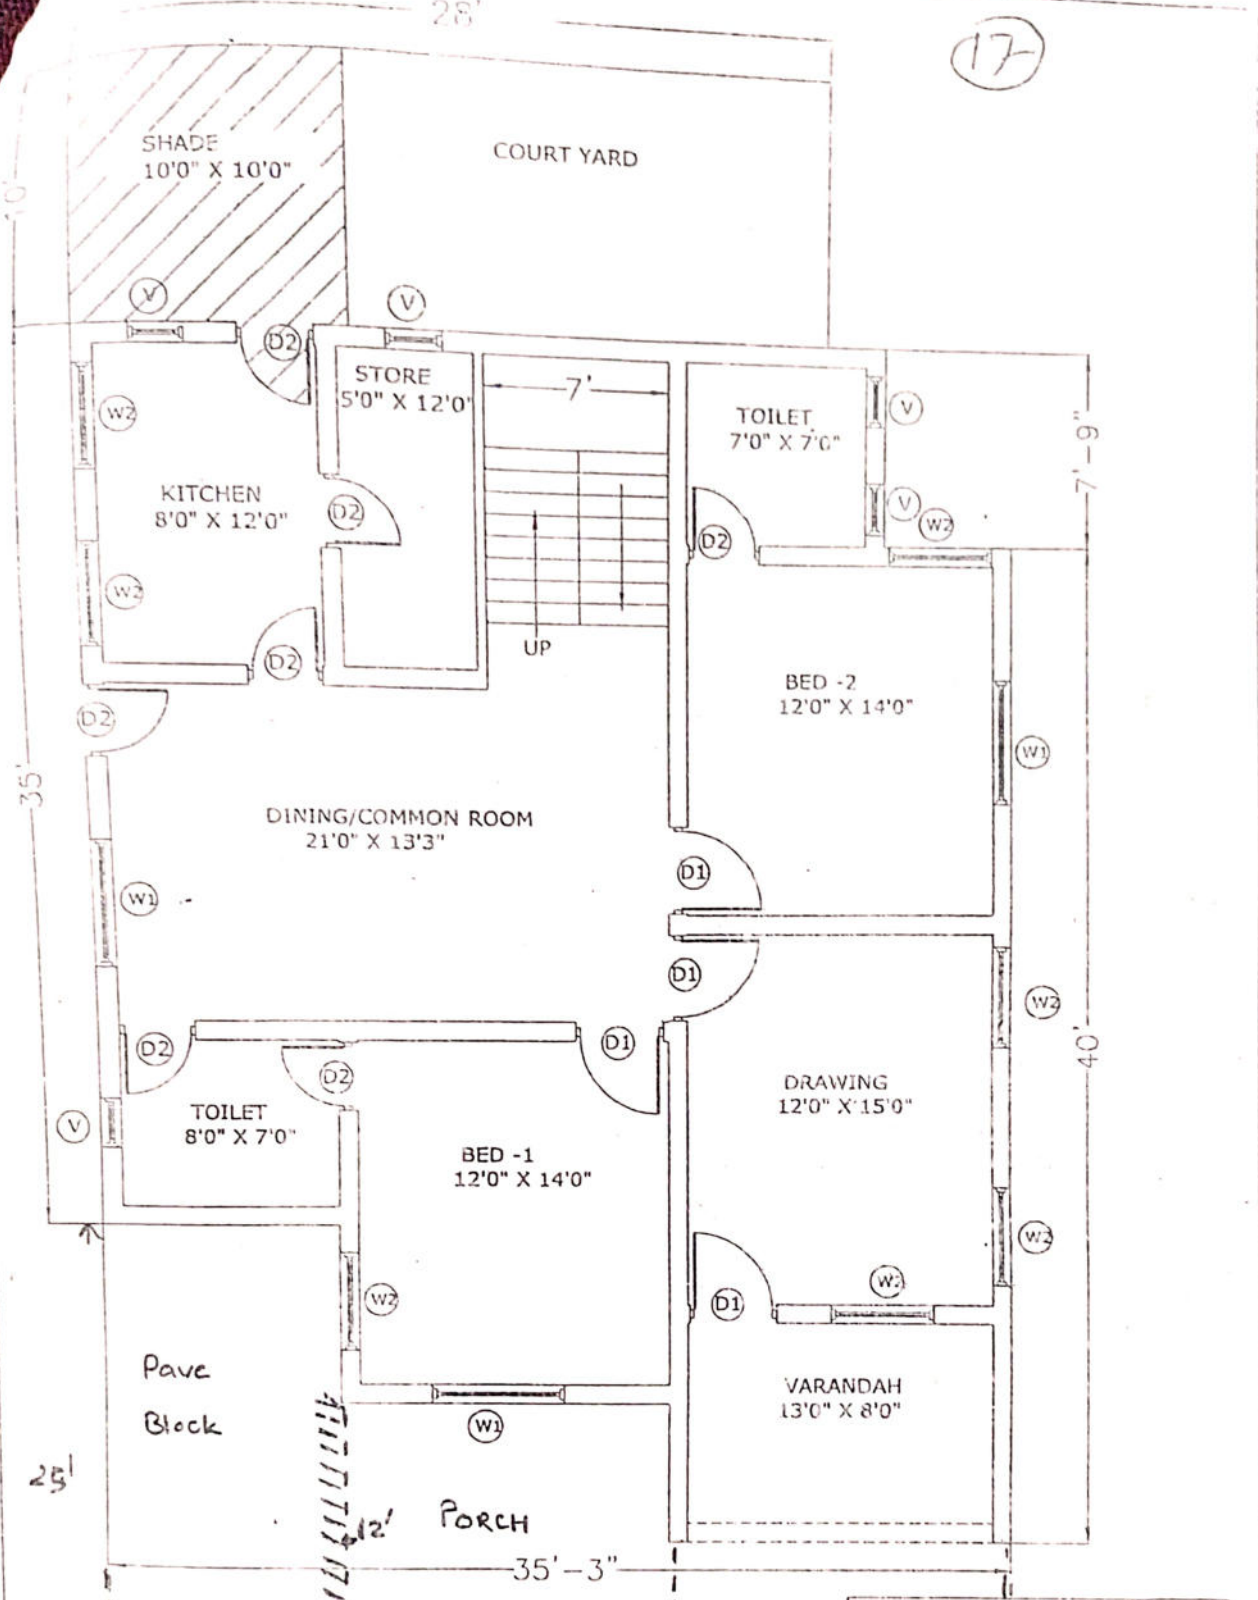 28'
17
SHADE
10'0" X 10'0"
COURT YARD
10'
V
V
D2
STORE
5'0" X 12'0"
7'
TOILET
7'0" X 7'0"
V
W2
7'-9"
KITCHEN
8'0" X 12'0"
D2
V
W2
D2
W2
UP
D2
D2
BED -2
12'0" X 14'0"
W1
35'
DINING/COMMON ROOM
21'0" X 13'3"
D1
W1
D1
W2
D2
D1
40'
D2
DRAWING
12'0" X 15'0"
TOILET
8'0" X 7'0"
V
BED -1
12'0" X 14'0"
W2
W2
W2
D1
Pave
Block
VARANDAH
13'0" X 8'0"
W1
25'
12'
PORCH
35'-3"